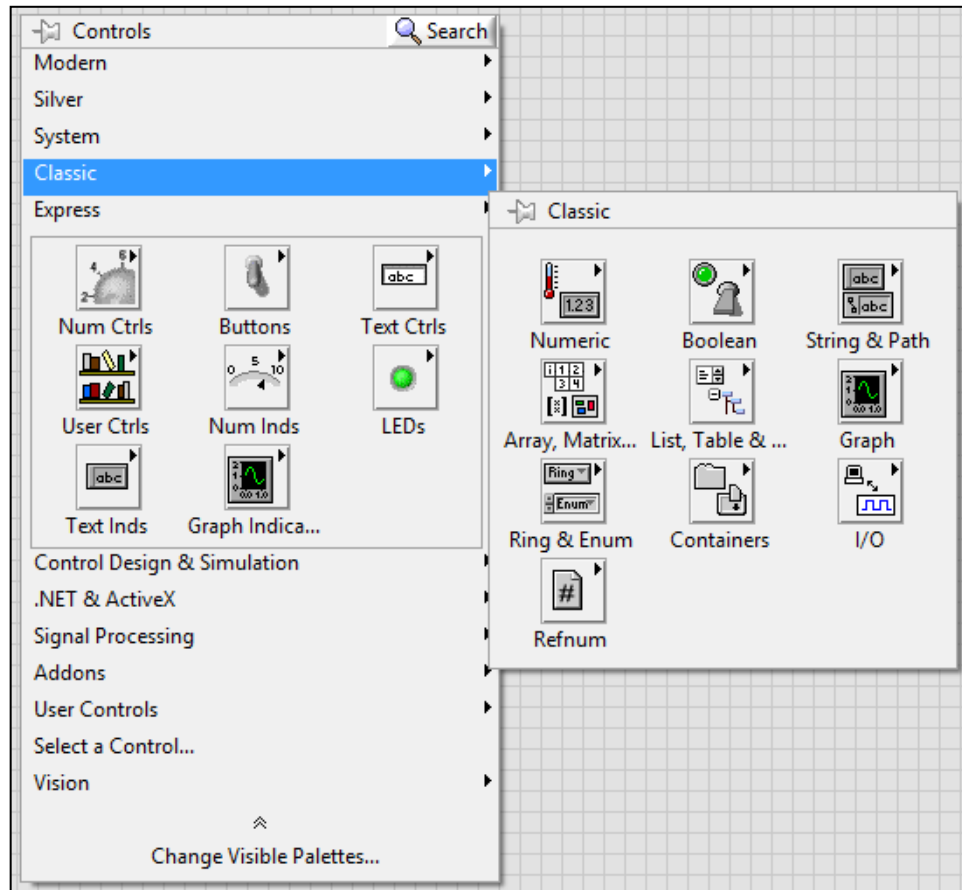 Controls
Search
Modern
Silver
System
Classic
Express
Num Ctrls
Buttons
Text Ctrls
User Ctrls
Num Inds
LEDs
Text Inds
Graph Indica...
Control Design & Simulation
.NET & ActiveX
Signal Processing
Addons
User Controls
Select a Control...
Vision
Change Visible Palettes...
Classic
Numeric
Boolean
String & Path
Array, Matrix...
List, Table & ...
Graph
Ring & Enum
Containers
I/O
Refnum